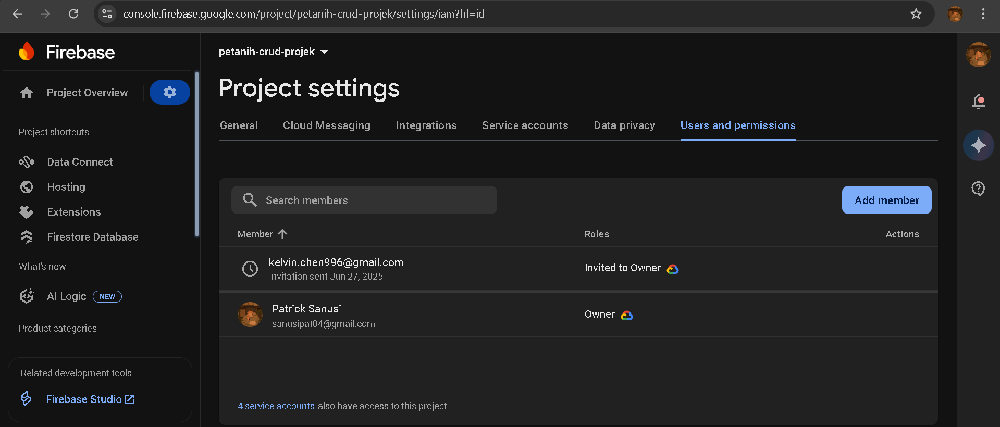 console.firebase.google.com/project/petanih-crud-projek/settings/iam?hl=id
Firebase
Project Overview
Project shortcuts
Data Connect
Hosting
Extensions
Firestore Database
What's new
AI Logic NEW
Product categories
Related development tools
Firebase Studio
petanih-crud-projek
Project settings
General Cloud Messaging Integrations Service accounts Data privacy Users and permissions
Search members
Add member
Member Roles Actions
kelvin.chen996@gmail.com
Invitation sent Jun 27, 2025
Invited to Owner
Patrick Sanusi
sanusipat04@gmail.com
Owner
4 service accounts also have access to this project